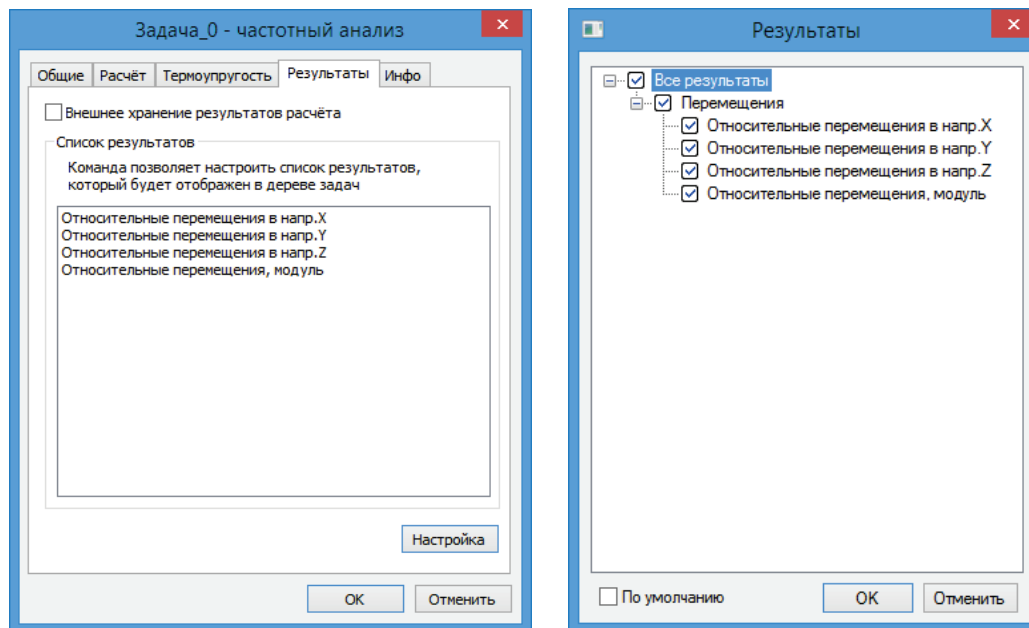 Задача_0 - частотный анализ
Общие Расчёт Термоупругость Результаты Инфо
Внешнее хранение результатов расчёта
Список результатов
Команда позволяет настроить список результатов,
который будет отображен в дереве задач
Относительные перемещения в напр.X
Относительные перемещения в напр.Y
Относительные перемещения в напр.Z
Относительные перемещения, модуль
Настройка
OK Отменить
Результаты
Все результаты
Перемещения
Относительные перемещения в напр.X
Относительные перемещения в напр.Y
Относительные перемещения в напр.Z
Относительные перемещения, модуль
По умолчанию OK Отменить